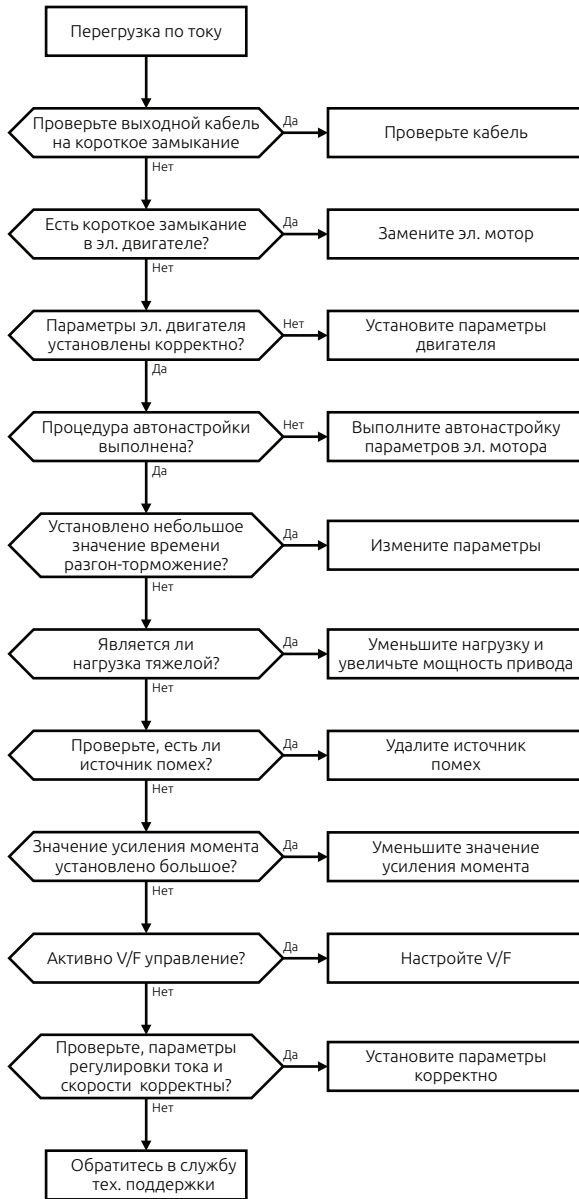 Перегрузка по току
Проверьте выходной кабель
на короткое замыкание
Да
Проверьте кабель
Нет
Есть короткое замыкание
в эл. двигателе?
Да
Замените эл. мотор
Нет
Параметры эл. двигателя
установлены корректно?
Нет
Установите параметры
двигателя
Да
Процедура автонастройки
выполнена?
Нет
Выполните автонастройку
параметров эл. мотора
Да
Установлено небольшое
значение времени
разгон-торможение?
Да
Измените параметры
Нет
Является ли
нагрузка тяжелой?
Да
Уменьшите нагрузку и
увеличьте мощность привода
Нет
Проверьте, есть ли
источник помех?
Да
Удалите источник
помех
Нет
Значение усиления момента
установлено большое?
Да
Уменьшите значение
усиления момента
Нет
Активно V/F управление?
Да
Настройте V/F
Нет
Проверьте, параметры
регулировки тока и
скорости корректны?
Да
Установите параметры
корректно
Нет
Обратитесь в службу
тех. поддержки